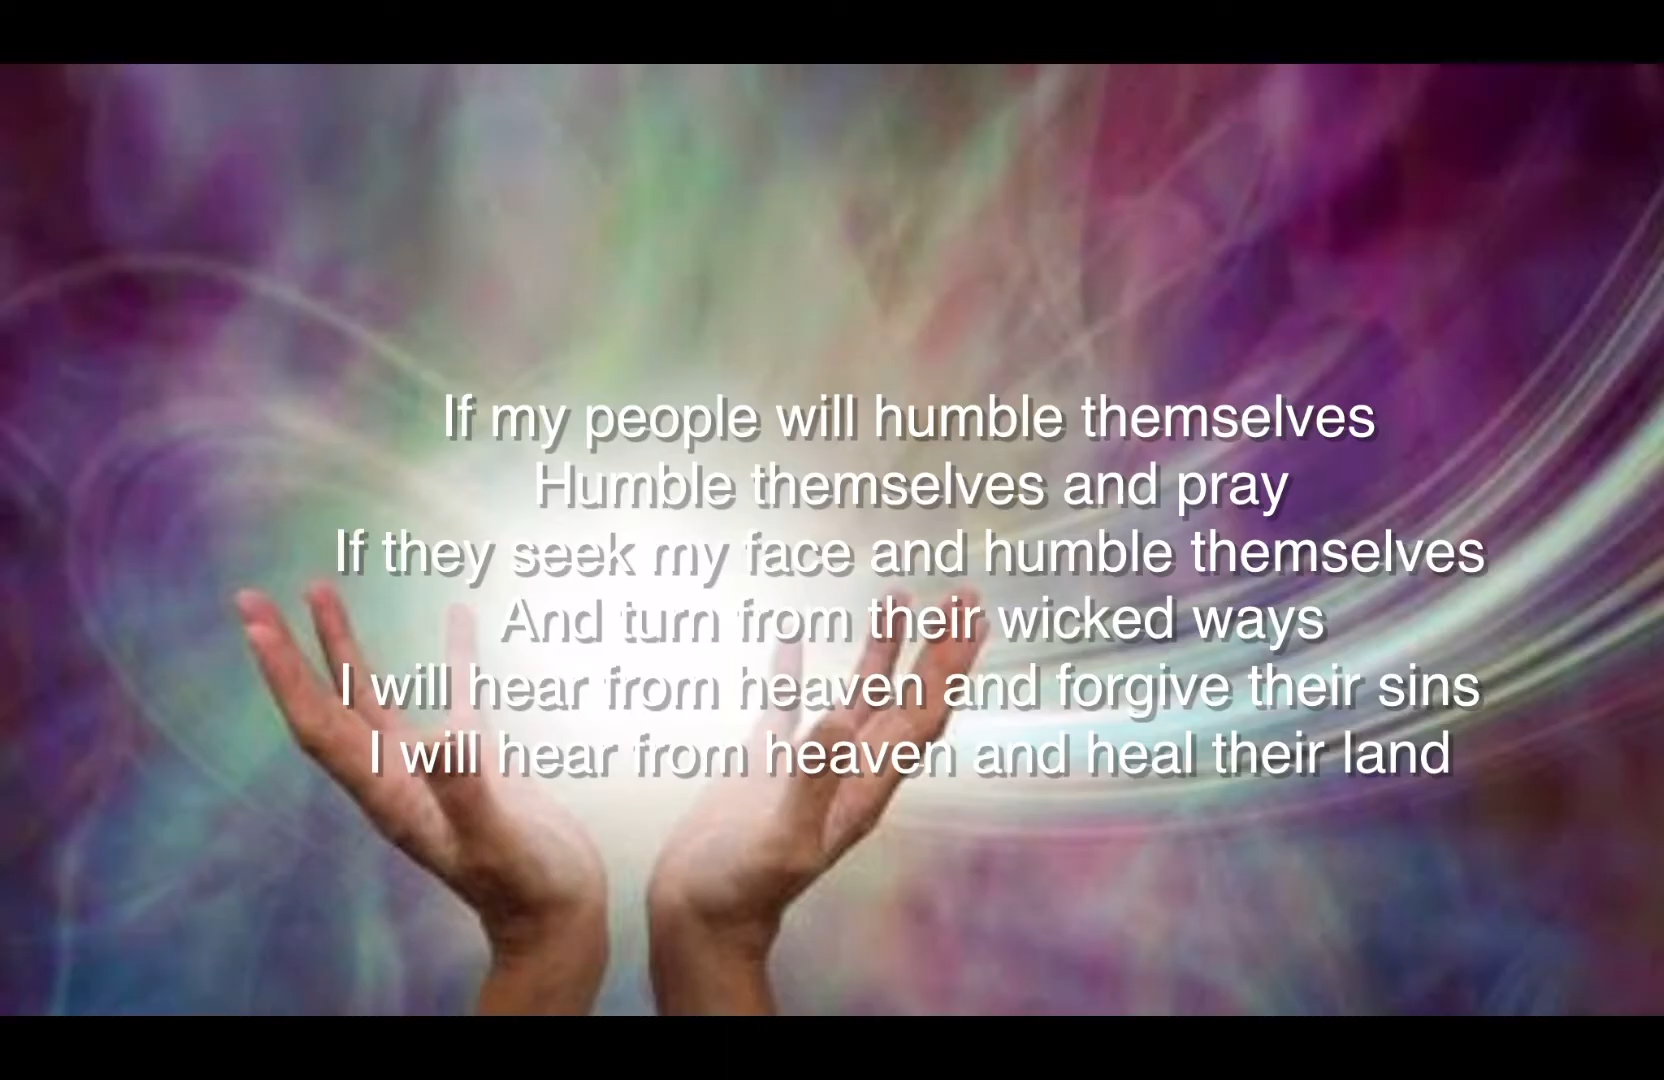 If my people will humble themselves
Humble themselves and pray
If they seek my face and humble themselves
And turn from their wicked ways
I will hear from heaven and forgive their sins
I will hear from heaven and heal their land